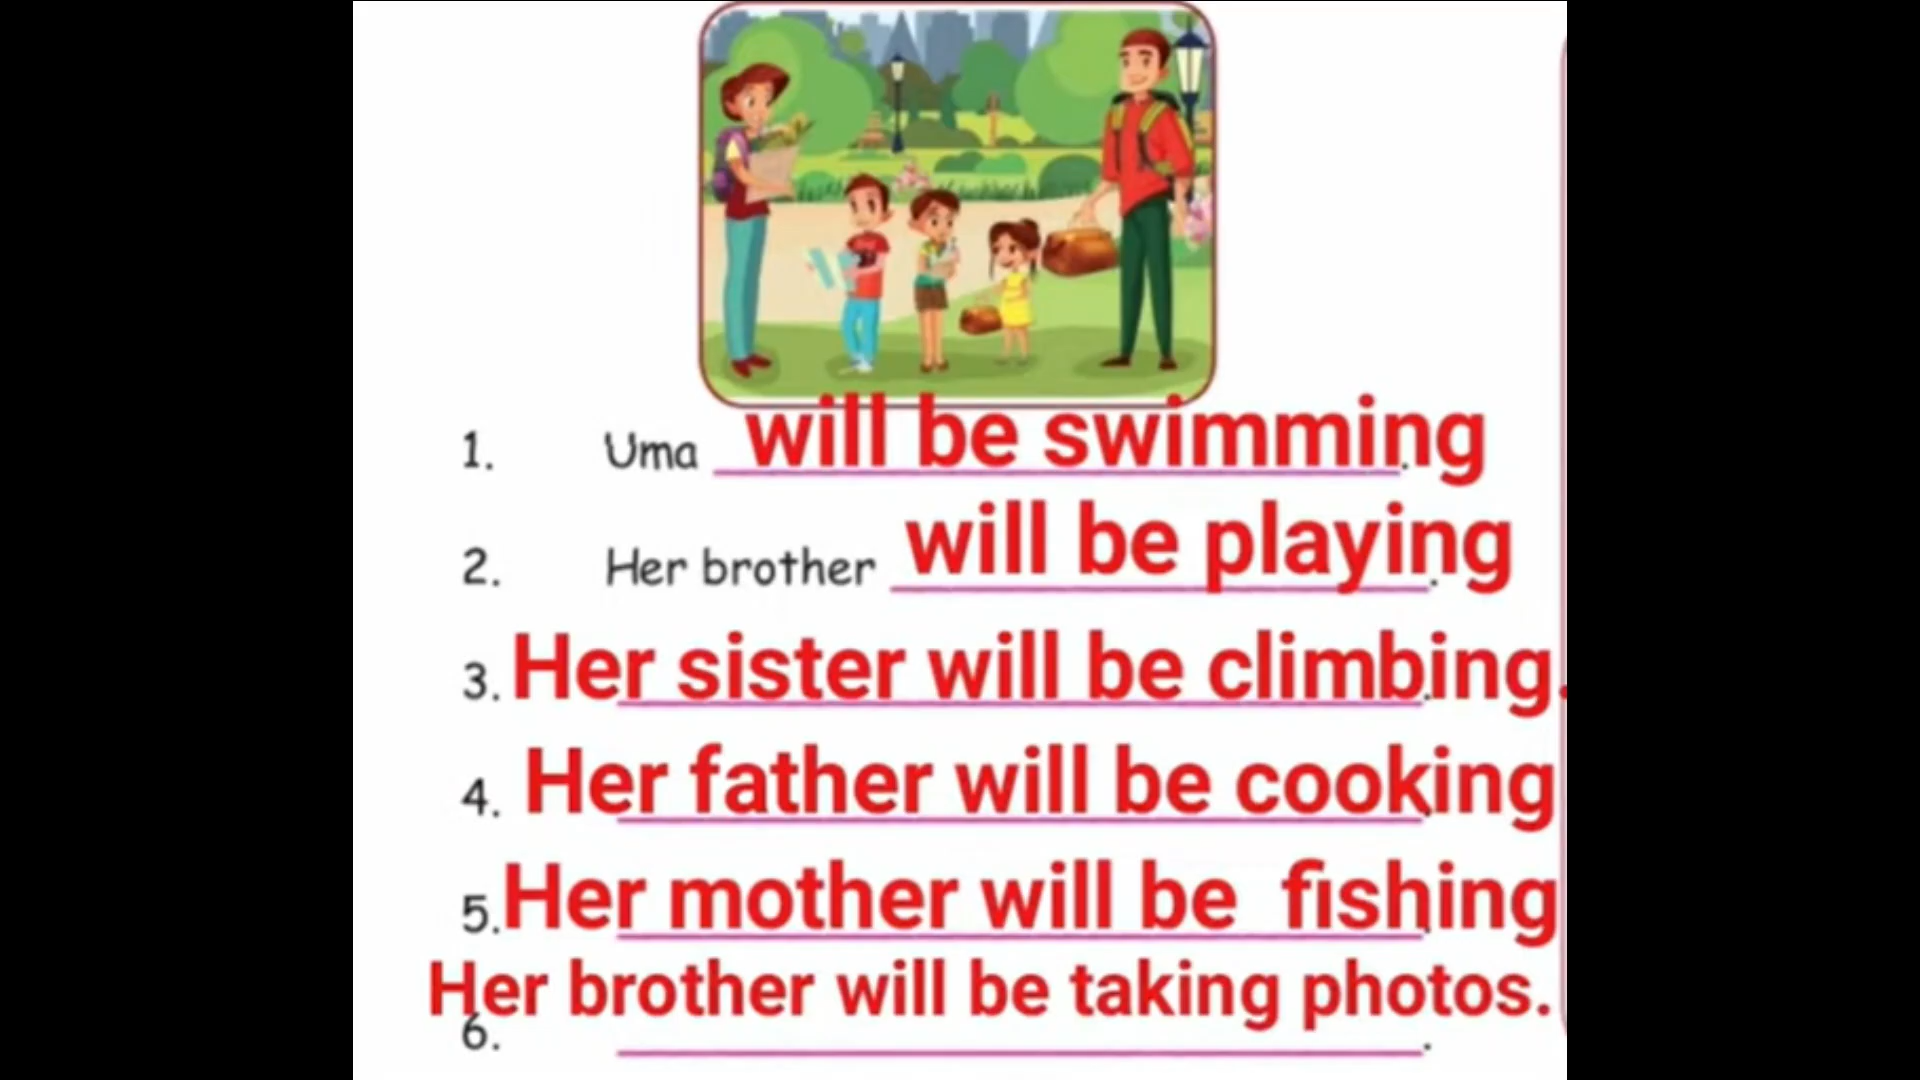 1. Uma will be swimming.
2. Her brother will be playing.
3. Her sister will be climbing.
4. Her father will be cooking.
5. Her mother will be fishing.
Her brother will be taking photos.
6. .